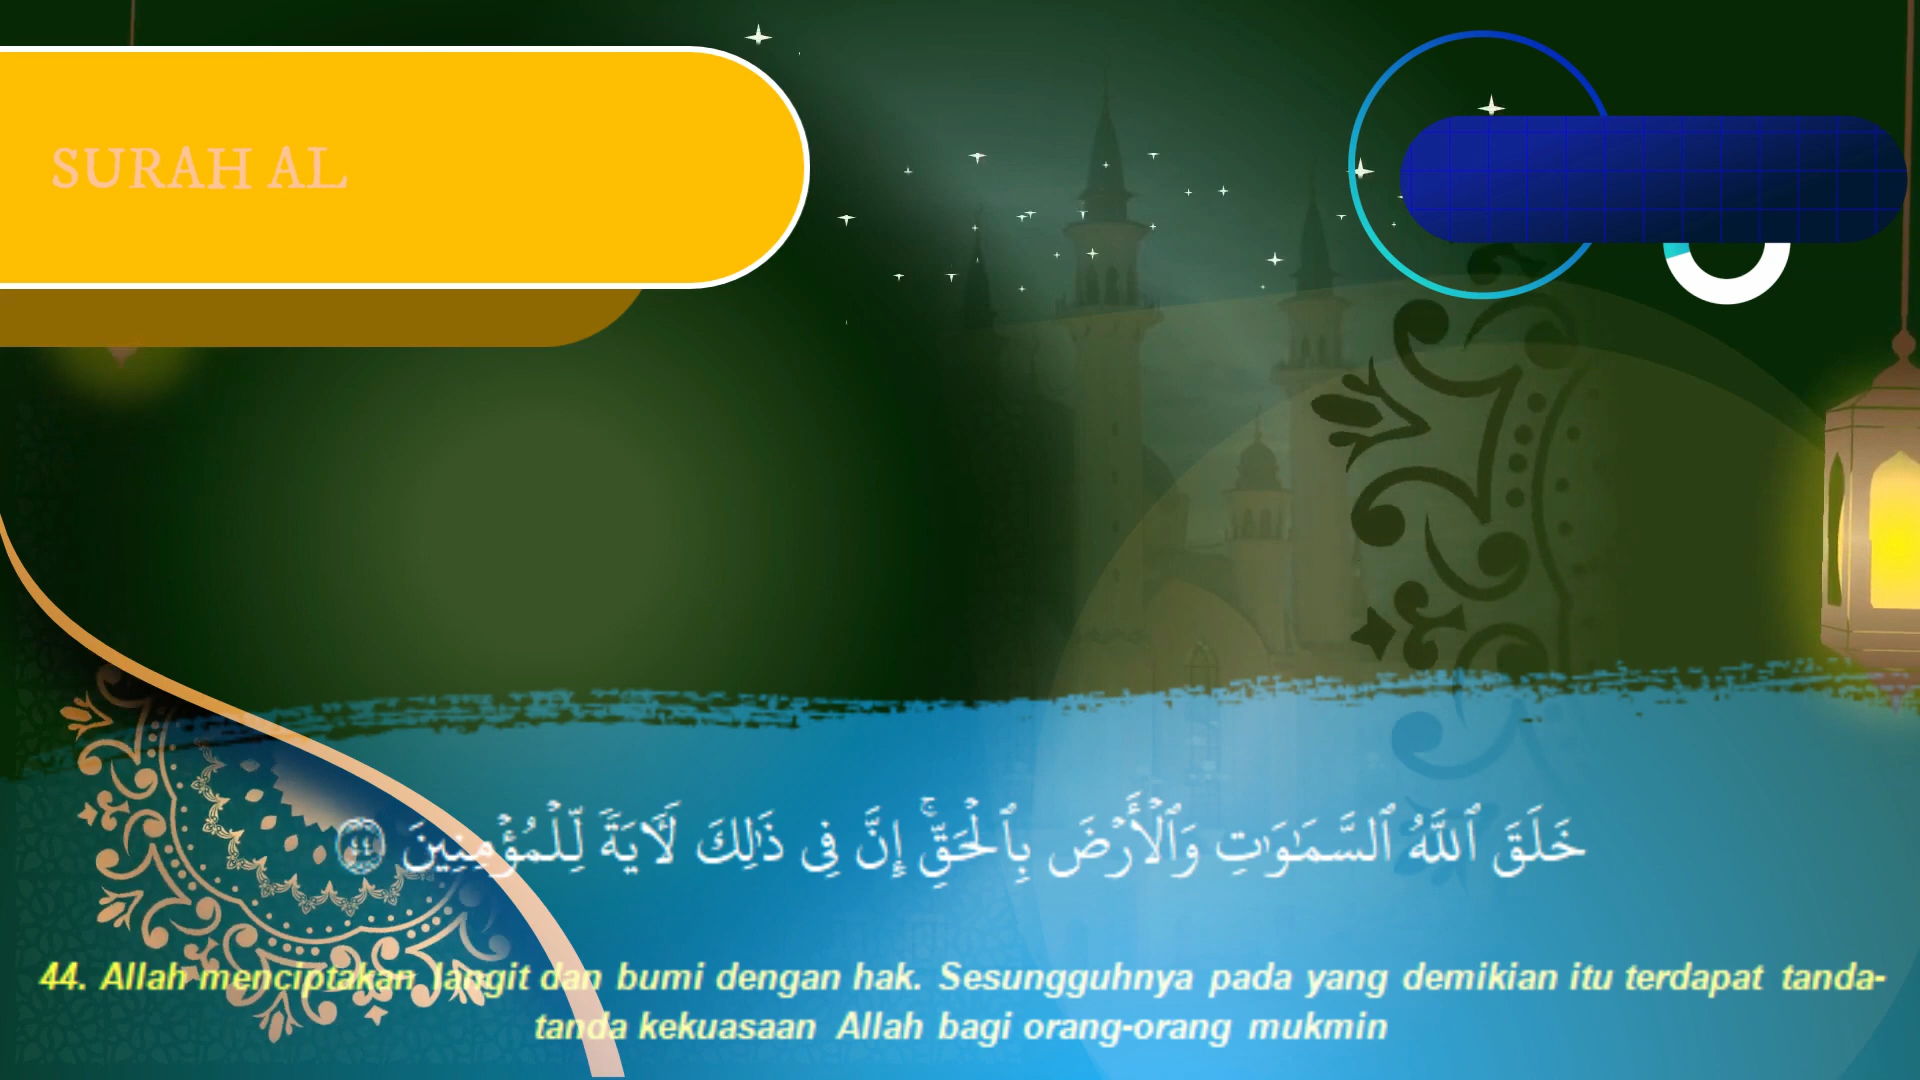 SURAH AL
خَلَقَ ٱللَّهُ ٱلسَّمَٰوَٰتِ وَٱلْأَرْضَ بِٱلْحَقِّ ۚ إِنَّ فِى ذَٰلِكَ لَـَٔايَةً لِّلْمُؤْمِنِينَ ٤٤
44. Allah menciptakan langit dan bumi dengan hak. Sesungguhnya pada yang demikian itu terdapat tanda-
tanda kekuasaan Allah bagi orang-orang mukmin